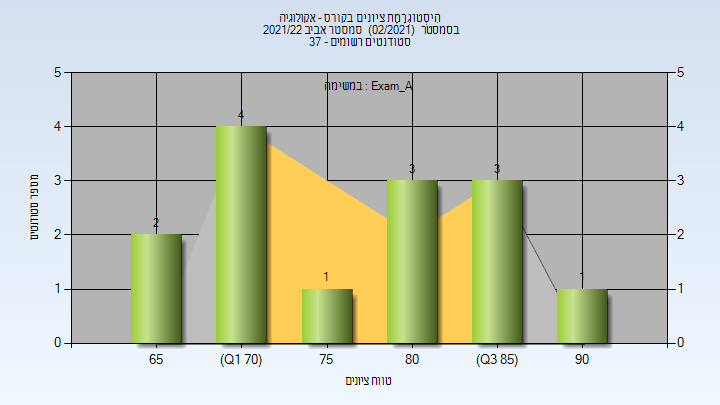 היסטוגרמת ציונים בקורס - אקולוגיה
בסמסטר (02/2021) סמסטר אביב 2021/22
סטודנטים רשומים - 37
במשימה : Exam_A
5 5
4 4
3 3
2 2
1 1
0 0
2 4 1 3 3 1
65 (Q1 70) 75 80 (Q3 85) 90
מספר סטודנטים
טווח ציונים